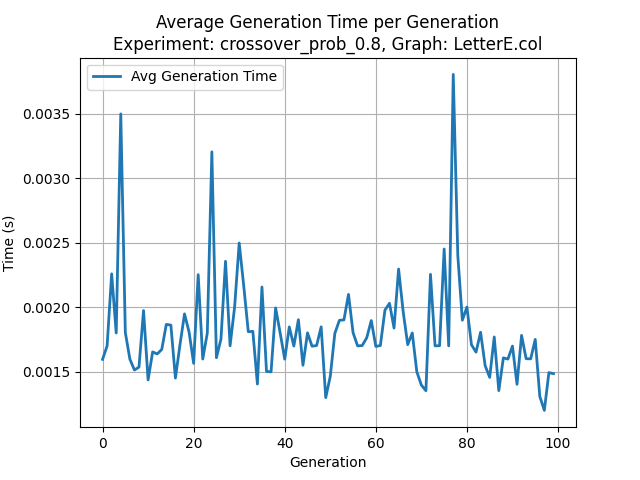 Average Generation Time per Generation
Experiment: crossover_prob_0.8, Graph: LetterE.col
Avg Generation Time
Time (s)
0.0035
0.0030
0.0025
0.0020
0.0015
0 20 40 60 80 100
Generation